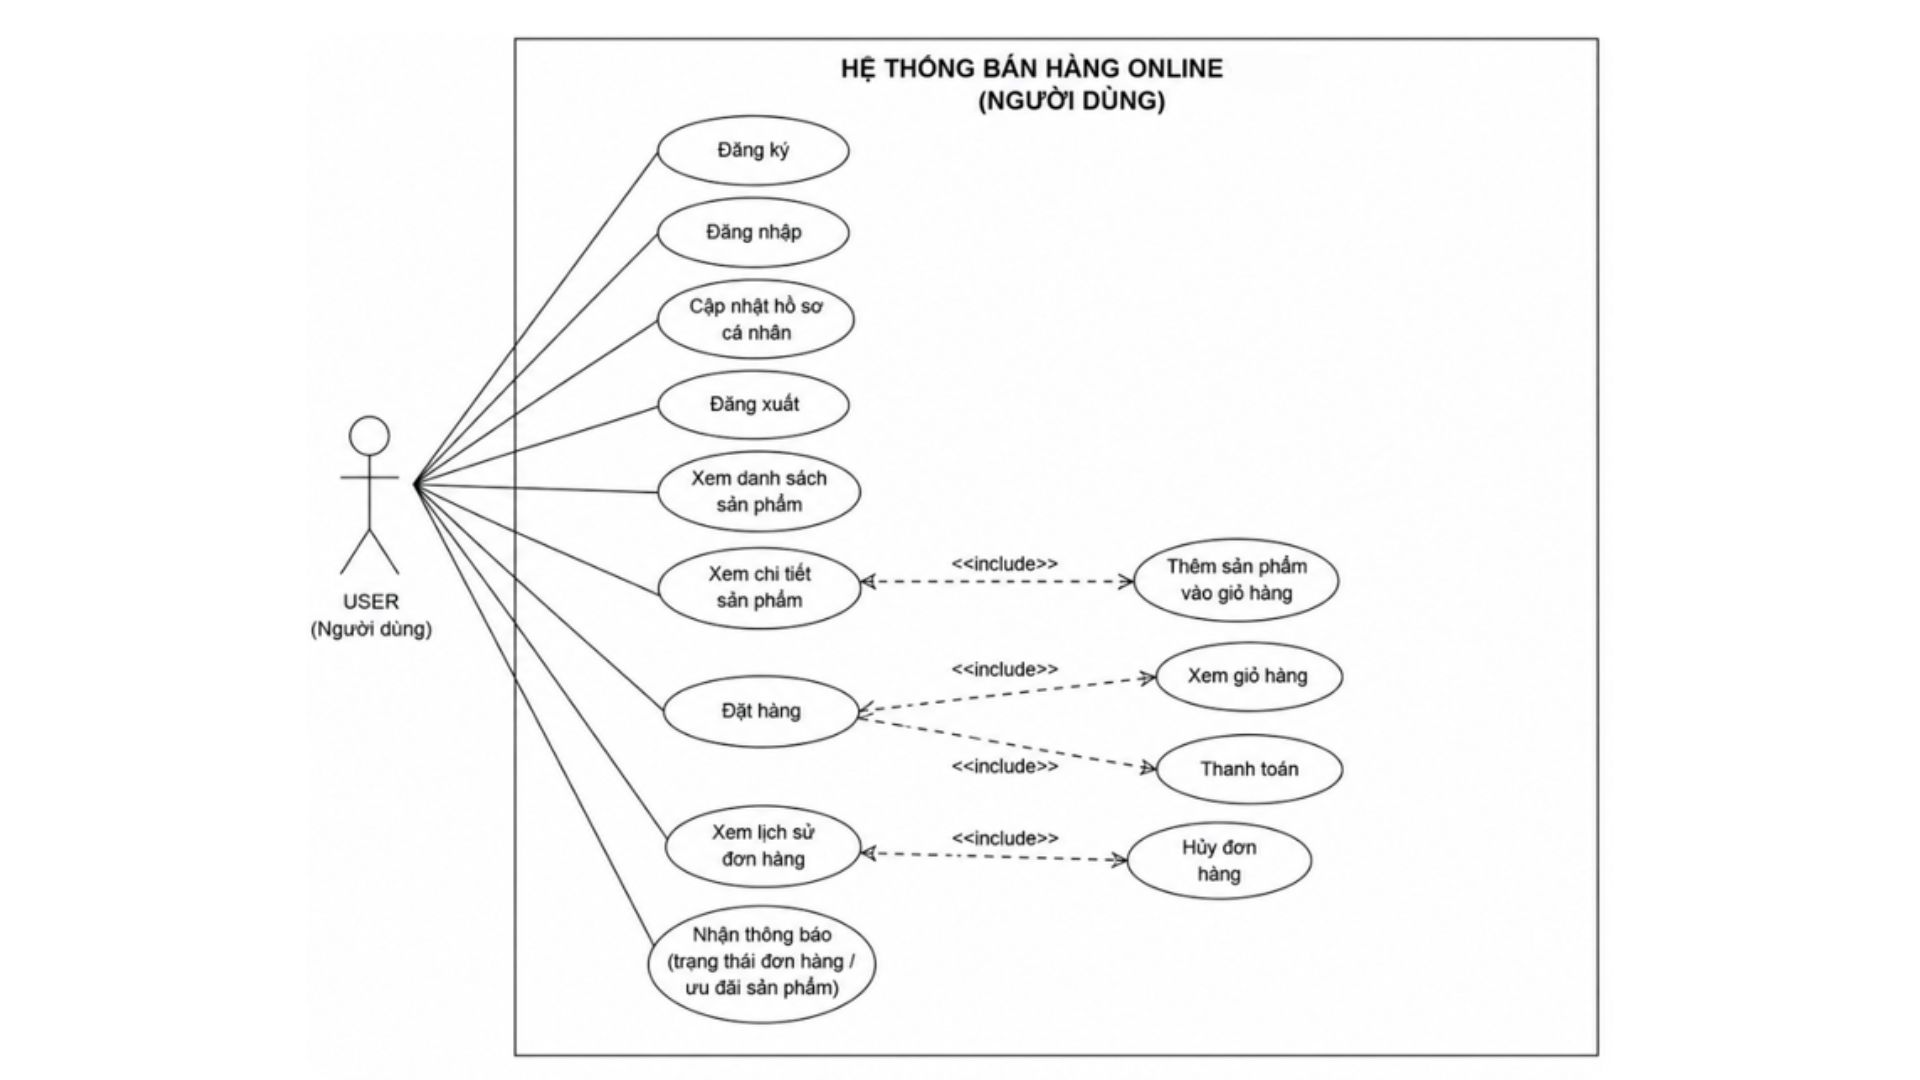 HỆ THỐNG BÁN HÀNG ONLINE
(NGƯỜI DÙNG)
Đăng ký
Đăng nhập
Cập nhật hồ sơ
cá nhân
Đăng xuất
Xem danh sách
sản phẩm
Xem chi tiết
sản phẩm
<<include>>
Thêm sản phẩm
vào giỏ hàng
USER
(Người dùng)
<<include>>
Xem giỏ hàng
Đặt hàng
<<include>>
Thanh toán
Xem lịch sử
đơn hàng
<<include>>
Hủy đơn
hàng
Nhận thông báo
(trạng thái đơn hàng /
ưu đãi sản phẩm)